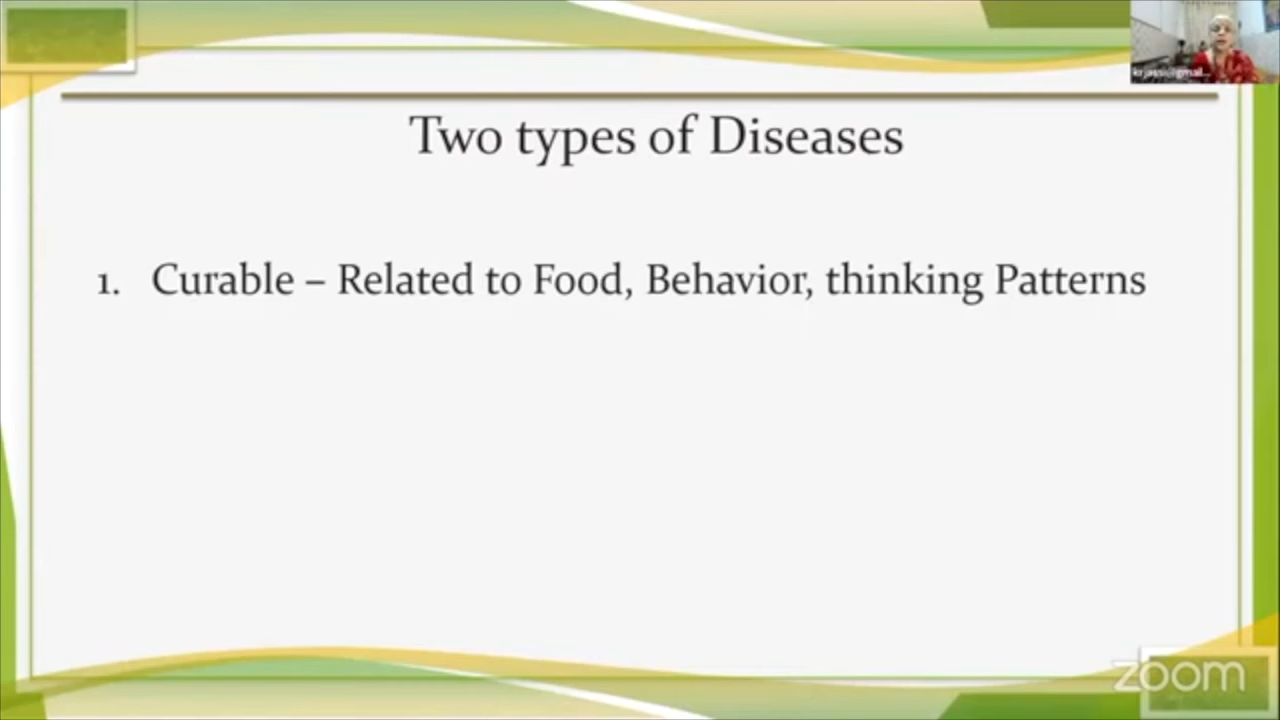 Two types of Diseases
1. Curable – Related to Food, Behavior, thinking Patterns
zoom